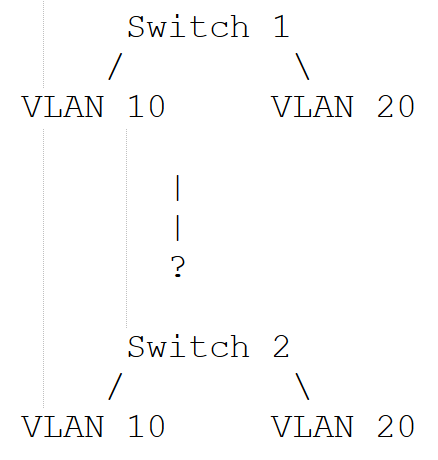 Switch 1
/ \
VLAN 10 VLAN 20
|
|
?
Switch 2
/ \
VLAN 10 VLAN 20